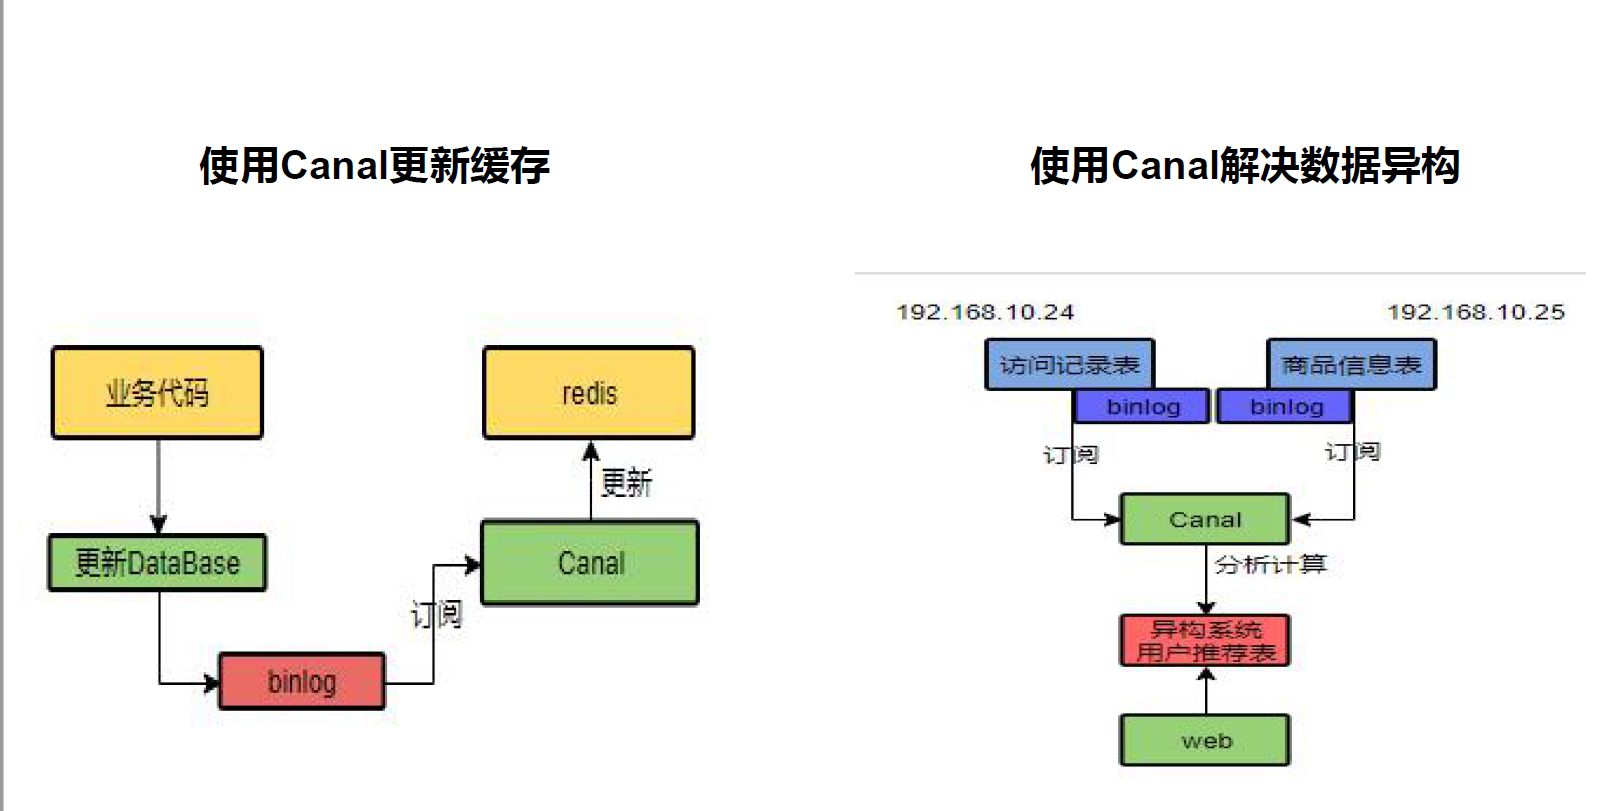 使用Canal更新缓存
业务代码
redis
更新
更新DataBase
Canal
订阅
binlog
使用Canal解决数据异构
192.168.10.24
192.168.10.25
访问记录表
商品信息表
binlog
binlog
订阅
订阅
Canal
分析计算
异构系统
用户推荐表
web